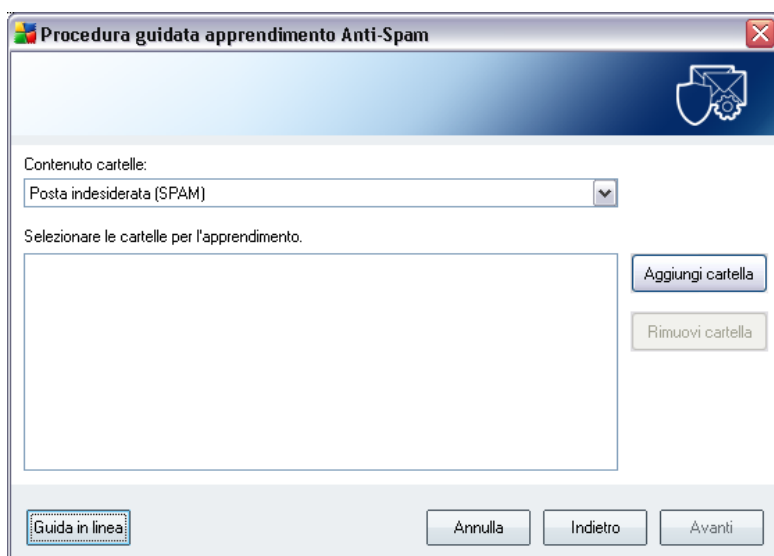 Procedura guidata apprendimento Anti-Spam
Contenuto cartelle:
Posta indesiderata (SPAM)
Selezionare le cartelle per l'apprendimento.
Aggiungi cartella
Rimuovi cartella
Guida in linea
Annulla
Indietro
Avanti